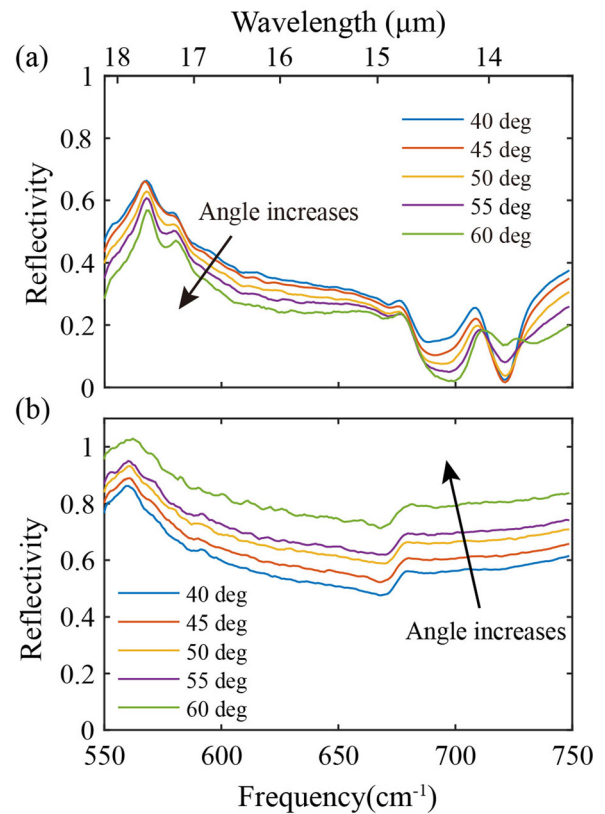 Wavelength (μm)
18 17 16 15 14
(a)
1
0.8
0.6
0.4
0.2
0
Reflectivity
Angle increases
40 deg
45 deg
50 deg
55 deg
60 deg
(b)
1
0.8
0.6
0.4
0.2
0
Reflectivity
Angle increases
40 deg
45 deg
50 deg
55 deg
60 deg
550 600 650 700 750
Frequency(cm⁻¹)